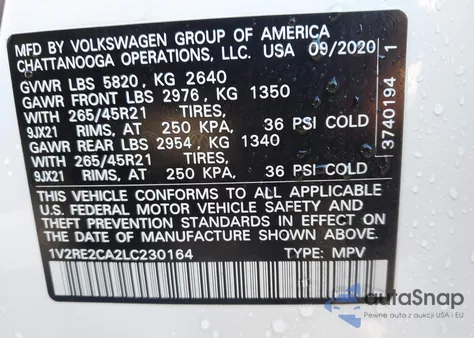 MFD BY VOLKSWAGEN GROUP OF AMERICA
CHATTANOOGA OPERATIONS, LLC. USA 09/2020
GVWR LBS 5820, KG 2640
GAWR FRONT LBS 2976, KG 1350
WITH 265/45R21 TIRES,
9JX21 RIMS, AT 250 KPA, 36 PSI COLD
GAWR REAR LBS 2954, KG 1340
WITH 265/45R21 TIRES,
9JX21 RIMS, AT 250 KPA, 36 PSI COLD
THIS VEHICLE CONFORMS TO ALL APPLICABLE
U.S. FEDERAL MOTOR VEHICLE SAFETY AND
THEFT PREVENTION STANDARDS IN EFFECT ON
THE DATE OF MANUFACTURE SHOWN ABOVE.
1V2RE2CA2LC230164 TYPE: MPV
3740194 1
autoSnap
Pewne auta z aukcji USA i EU